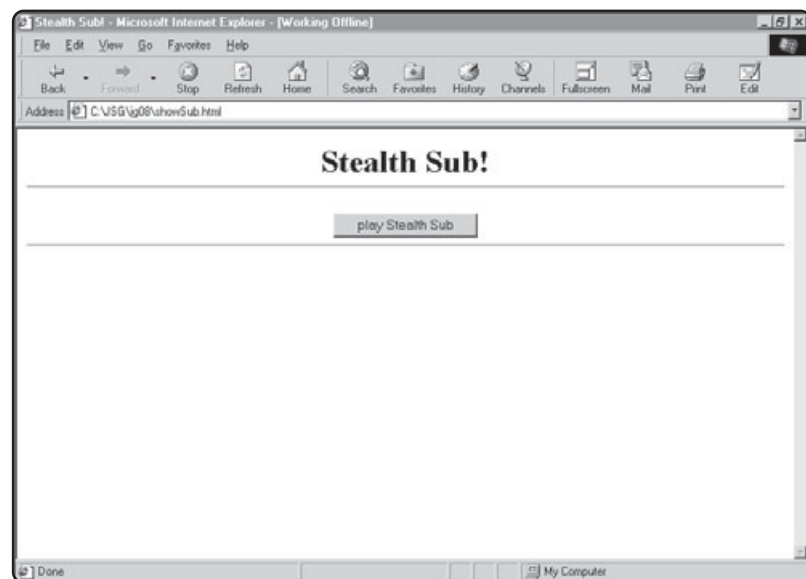 Stealth Sub! - Microsoft Internet Explorer - [Working Offline]
File Edit View Go Favorites Help
Back Forward Stop Refresh Home Search Favorites History Channels Fullscreen Mail Print Edit
Address C:\JSG\jg08\showSub.html
Stealth Sub!
play Stealth Sub
Done My Computer